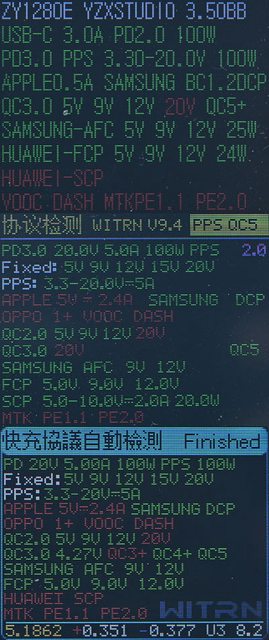 ZY1280E YZXSTUDIO 3.50BB
USB-C 3.0A PD2.0 100W
PD3.0 PPS 3.30-20.0V 100W
APPLE0.5A SAMSUNG BC1.2DCP
QC3.0 5V 9V 12V 20V QC5+
SAMSUNG-AFC 5V 9V 12V 25W
HUAWEI-FCP 5V 9V 12V 24W
HUAWEI-SCP
VOOC DASH MTKPE1.1 PE2.0
协议检测 WITRN V9.4 PPS QC5
PD3.0 20.0V 5.0A 100W PPS 2.0
Fixed: 5V 9V 12V 15V 20V
PPS: 3.3-20.0V=5A
APPLE 5V = 2.4A SAMSUNG DCP
OPPO 1+ VOOC DASH
QC2.0 5V 9V 12V 20V
QC3.0 20V QC5
SAMSUNG AFC 9V 12V
FCP 5.0V 9.0V 12.0V
SCP 5.0-10.0V=2.0A 20.0W
MTK PE1.1 PE2.0
快充協議自動檢測 Finished
PD 20V 5.00A 100W PPS 100W
Fixed: 5V 9V 12V 15V 20V
PPS: 3.3-20V=5A
APPLE 5V=2.4A SAMSUNG DCP
OPPO 1+ VOOC DASH
QC2.0 5V 9V 12V 20V
QC3.0 4.27V QC3+ QC4+ QC5
SAMSUNG AFC 9V 12V
FCP 5.0V 9.0V 12.0V
HUAWEI SCP
MTK PE1.1 PE2.0 WITRN
5.1862 +0.351 -0.377 U3 8.2